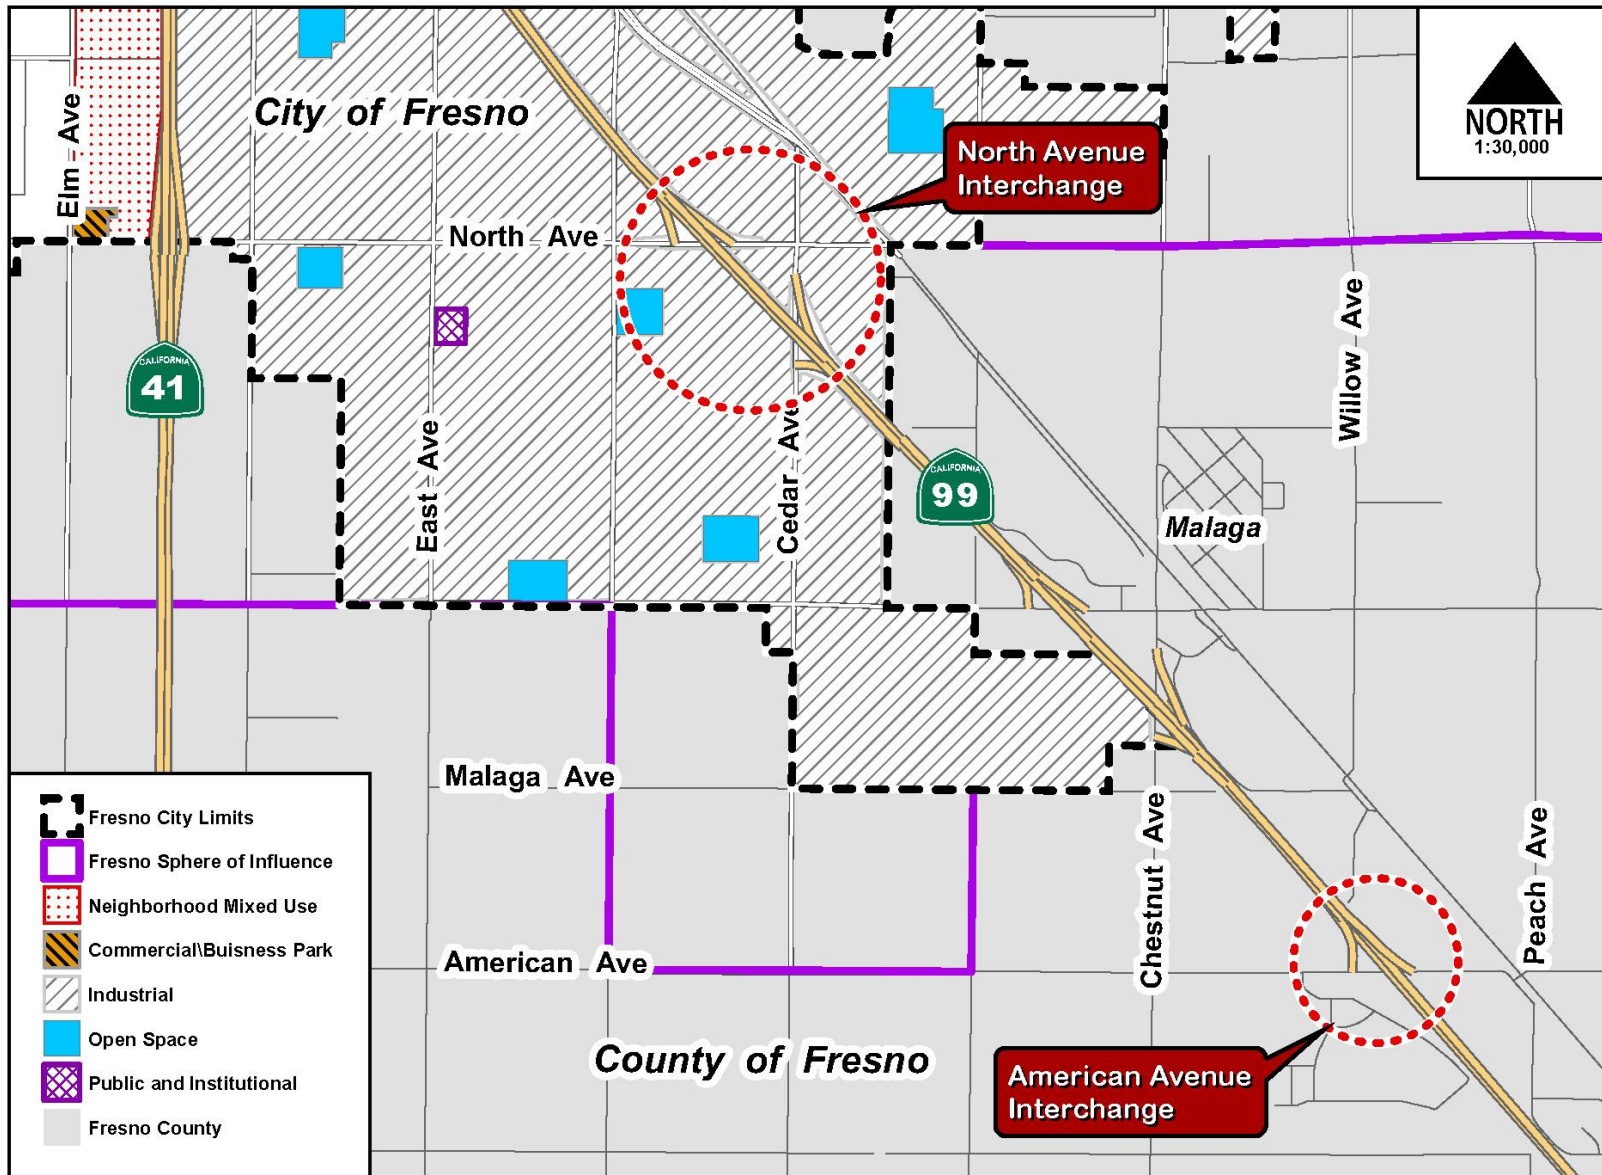 City of Fresno
NORTH
1:30,000
Elm Ave
North Avenue
Interchange
North Ave
Willow Ave
CALIFORNIA
41
East Ave
Cedar Ave
CALIFORNIA
99
Malaga
Malaga Ave
Chestnut Ave
Peach Ave
American Ave
County of Fresno
American Avenue
Interchange
Fresno City Limits
Fresno Sphere of Influence
Neighborhood Mixed Use
Commercial\Buisness Park
Industrial
Open Space
Public and Institutional
Fresno County